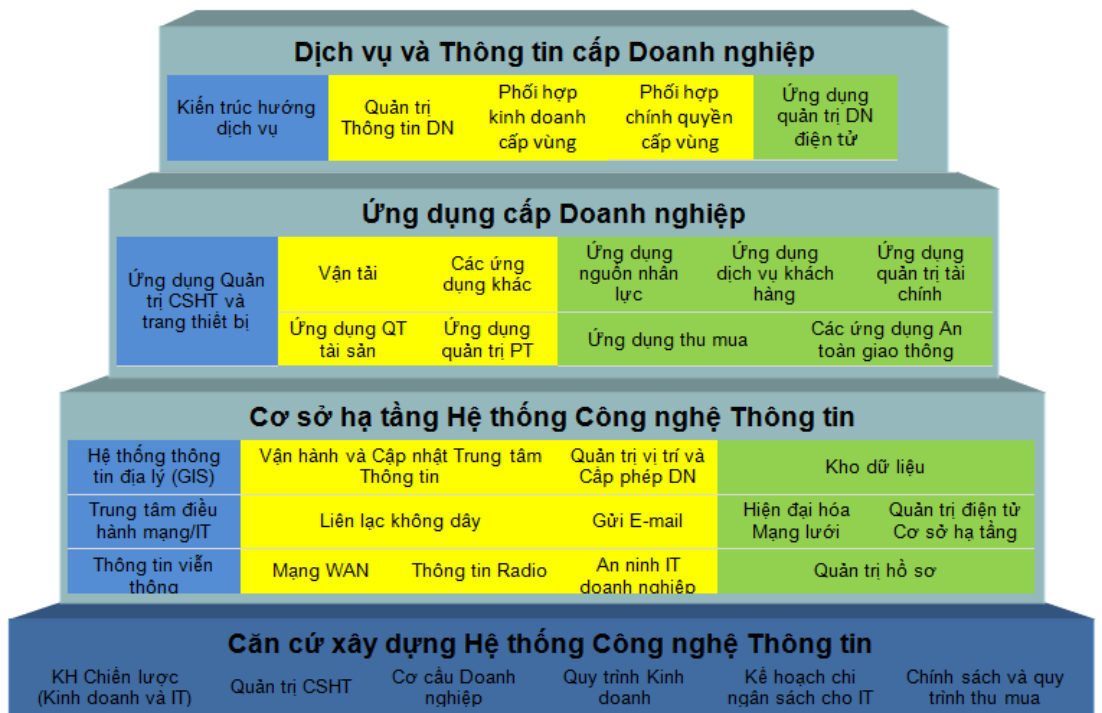 Dịch vụ và Thông tin cấp Doanh nghiệp
Kiến trúc hướng
dịch vụ
Quản trị
Thông tin DN
Phối hợp
kinh doanh
cấp vùng
Phối hợp
chính quyền
cấp vùng
Ứng dụng
quản trị DN
điện tử
Ứng dụng cấp Doanh nghiệp
Ứng dụng Quản
trị CSHT và
trang thiết bị
Vận tải
Các ứng
dụng khác
Ứng dụng
nguồn nhân
lực
Ứng dụng
dịch vụ khách
hàng
Ứng dụng
quản trị tài
chính
Ứng dụng QT
tài sản
Ứng dụng
quản trị PT
Ứng dụng thu mua
Các ứng dụng An
toàn giao thông
Cơ sở hạ tầng Hệ thống Công nghệ Thông tin
Hệ thống thông
tin địa lý (GIS)
Vận hành và Cập nhật Trung tâm
Thông tin
Quản trị vị trí và
Cấp phép DN
Kho dữ liệu
Trung tâm điều
hành mạng/IT
Liên lạc không dây
Gửi E-mail
Hiện đại hóa
Mạng lưới
Quản trị điện tử
Cơ sở hạ tầng
Thông tin viễn
thông
Mạng WAN
Thông tin Radio
An ninh IT
doanh nghiệp
Quản trị hồ sơ
Căn cứ xây dựng Hệ thống Công nghệ Thông tin
KH Chiến lược
(Kinh doanh và IT)
Quản trị CSHT
Cơ cấu Doanh
nghiệp
Quy trình Kinh
doanh
Kế hoạch chi
ngân sách cho IT
Chính sách và quy
trình thu mua